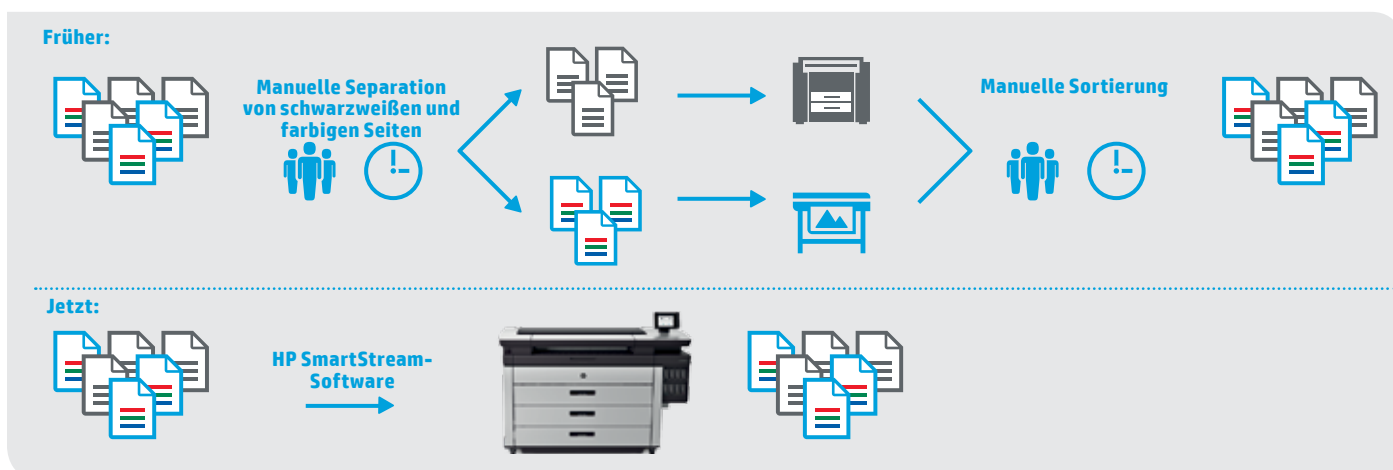 Früher:
Manuelle Separation
von schwarzweißen und
farbigen Seiten
Manuelle Sortierung
Jetzt:
HP SmartStream-
Software